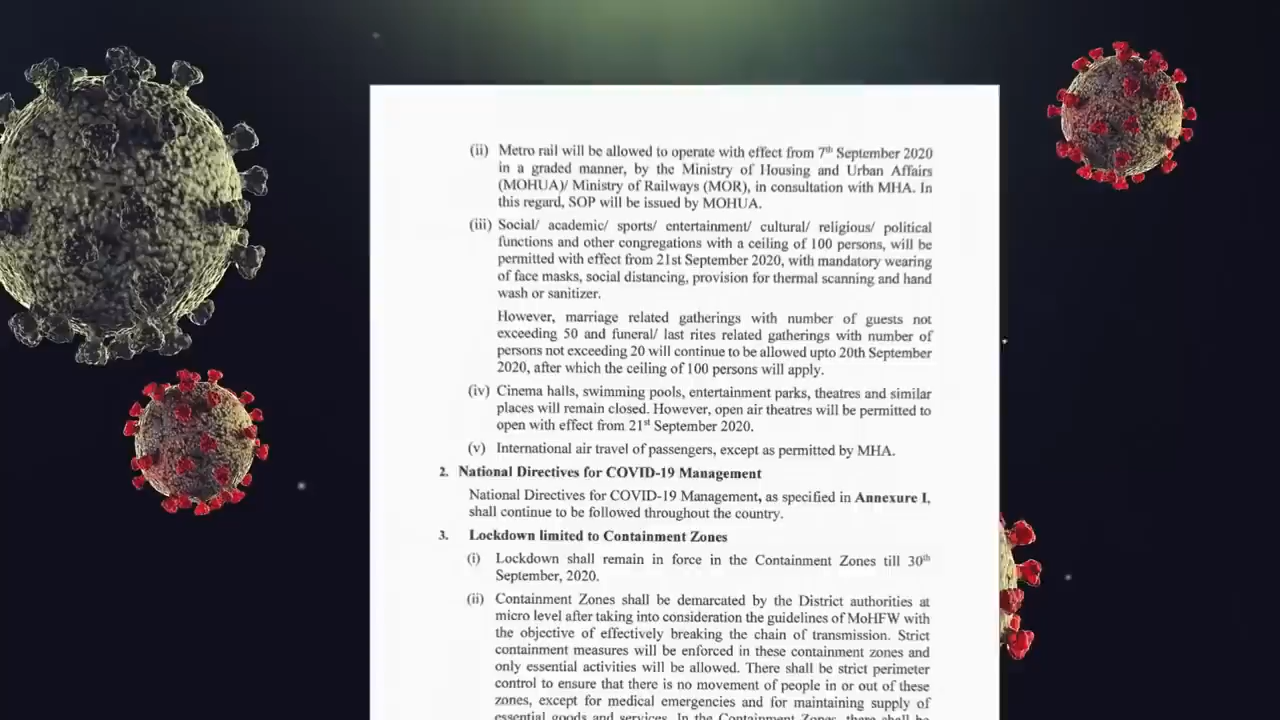 (ii) Metro rail will be allowed to operate with effect from 7th September 2020
in a graded manner, by the Ministry of Housing and Urban Affairs
(MOHUA)/ Ministry of Railways (MOR), in consultation with MHA. In
this regard, SOP will be issued by MOHUA.
(iii) Social/ academic/ sports/ entertainment/ cultural/ religious/ political
functions and other congregations with a ceiling of 100 persons, will be
permitted with effect from 21st September 2020, with mandatory wearing
of face masks, social distancing, provision for thermal scanning and hand
wash or sanitizer.
However, marriage related gatherings with number of guests not
exceeding 50 and funeral/ last rites related gatherings with number of
persons not exceeding 20 will continue to be allowed upto 20th September
2020, after which the ceiling of 100 persons will apply.
(iv) Cinema halls, swimming pools, entertainment parks, theatres and similar
places will remain closed. However, open air theatres will be permitted to
open with effect from 21st September 2020.
(v) International air travel of passengers, except as permitted by MHA.
2. National Directives for COVID-19 Management
National Directives for COVID-19 Management, as specified in Annexure I,
shall continue to be followed throughout the country.
3. Lockdown limited to Containment Zones
(i) Lockdown shall remain in force in the Containment Zones till 30th
September, 2020.
(ii) Containment Zones shall be demarcated by the District authorities at
micro level after taking into consideration the guidelines of MoHFW with
the objective of effectively breaking the chain of transmission. Strict
containment measures will be enforced in these containment zones and
only essential activities will be allowed. There shall be strict perimeter
control to ensure that there is no movement of people in or out of these
zones, except for medical emergencies and for maintaining supply of
essential goods and services. In the Containment Zones, there shall be